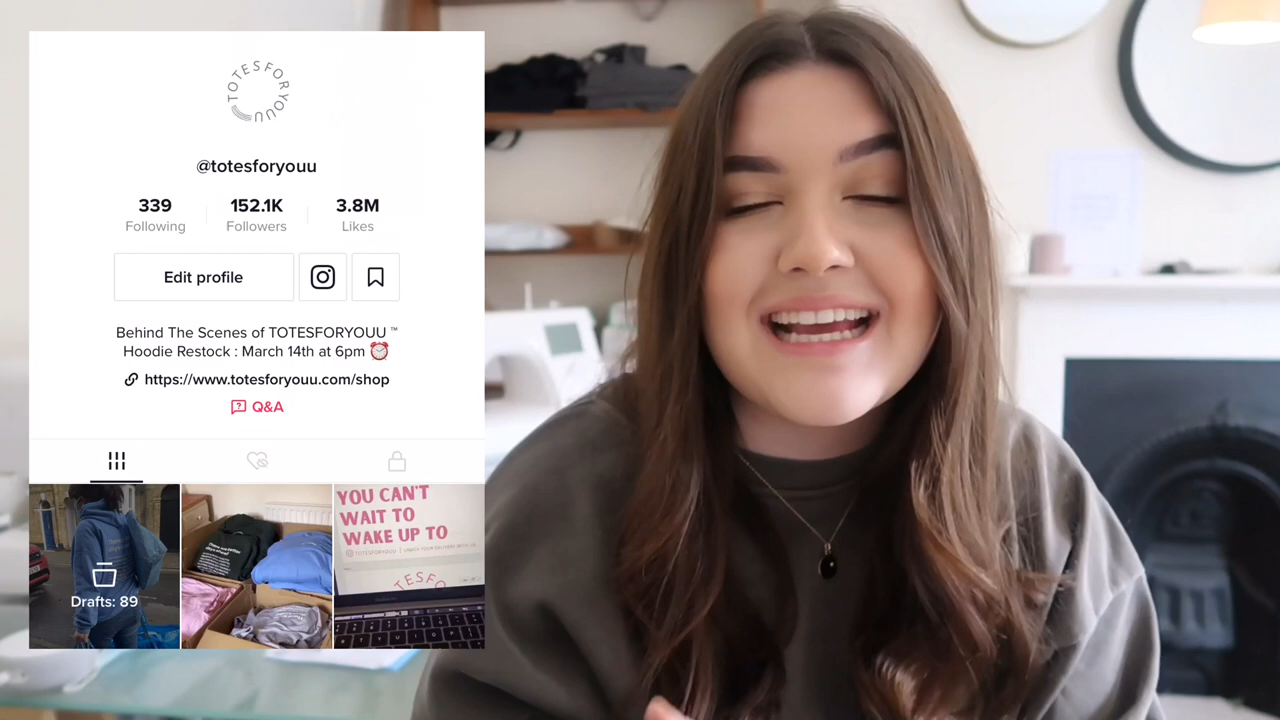 TOTESFORYOUU
@totesforyouu
339 152.1K 3.8M
Following Followers Likes
Edit profile
Behind The Scenes of TOTESFORYOUU ™
Hoodie Restock : March 14th at 6pm ⏰
https://www.totesforyouu.com/shop
Q&A
Drafts: 89
YOU CAN'T
WAIT TO
WAKE UP TO
TOTESFORYOUU
TESFO